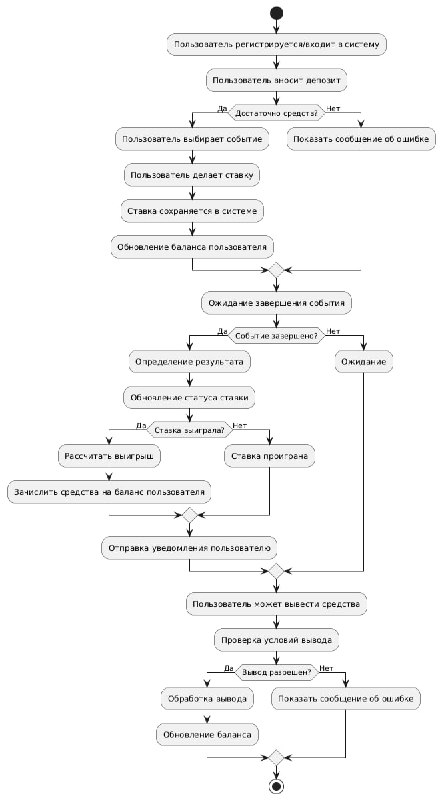 Пользователь регистрируется/входит в систему
Пользователь вносит депозит
Да
Достаточно средств?
Нет
Пользователь выбирает событие
Показать сообщение об ошибке
Пользователь делает ставку
Ставка сохраняется в системе
Обновление баланса пользователя
Ожидание завершения события
Да
Событие завершено?
Нет
Определение результата
Ожидание
Обновление статуса ставки
Да
Ставка выиграла?
Нет
Рассчитать выигрыш
Ставка проиграна
Зачислить средства на баланс пользователя
Отправка уведомления пользователю
Пользователь может вывести средства
Проверка условий вывода
Да
Вывод разрешен?
Нет
Обработка вывода
Показать сообщение об ошибке
Обновление баланса